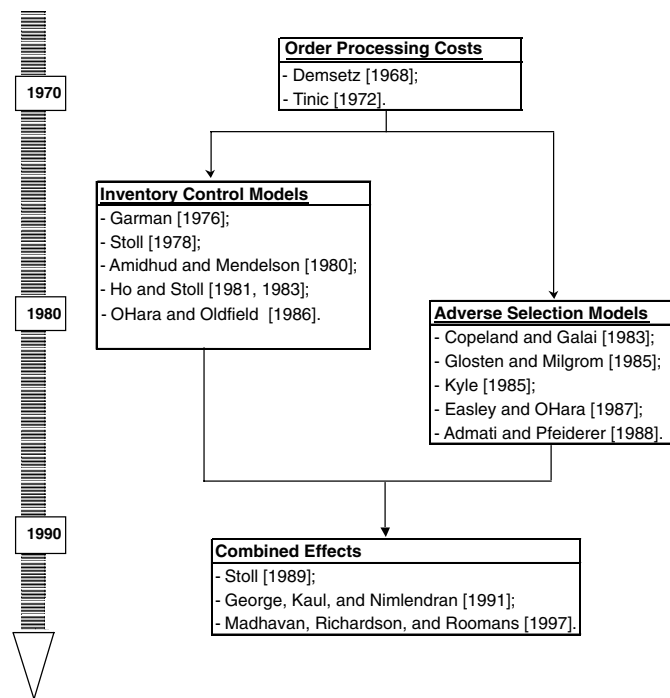 Order Processing Costs
- Demsetz [1968];
- Tinic [1972].
1970
Inventory Control Models
- Garman [1976];
- Stoll [1978];
- Amidhud and Mendelson [1980];
- Ho and Stoll [1981, 1983];
- OHara and Oldfield [1986].
1980
Adverse Selection Models
- Copeland and Galai [1983];
- Glosten and Milgrom [1985];
- Kyle [1985];
- Easley and OHara [1987];
- Admati and Pfeiderer [1988].
1990
Combined Effects
- Stoll [1989];
- George, Kaul, and Nimlendran [1991];
- Madhavan, Richardson, and Roomans [1997].